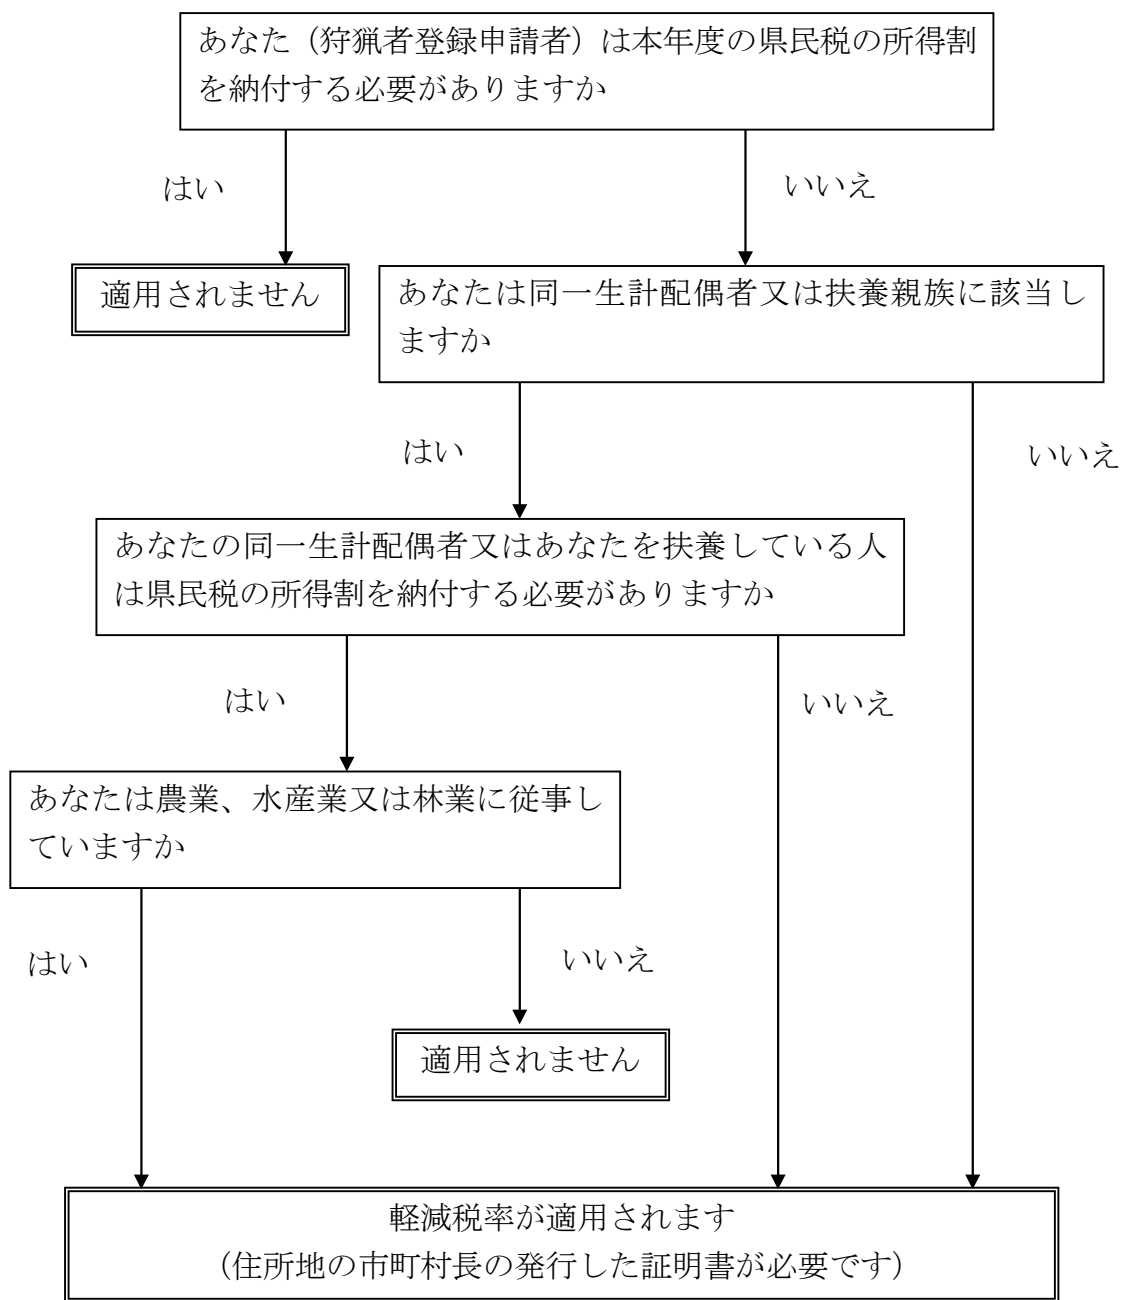 あなた（狩猟者登録申請者）は本年度の県民税の所得割
を納付する必要がありますか
はい
いいえ
適用されません
あなたは同一生計配偶者又は扶養親族に該当し
ますか
はい
いいえ
あなたの同一生計配偶者又はあなたを扶養している人
は県民税の所得割を納付する必要がありますか
はい
いいえ
あなたは農業、水産業又は林業に従事し
ていますか
はい
いいえ
適用されません
軽減税率が適用されます
（住所地の市町村長の発行した証明書が必要です）